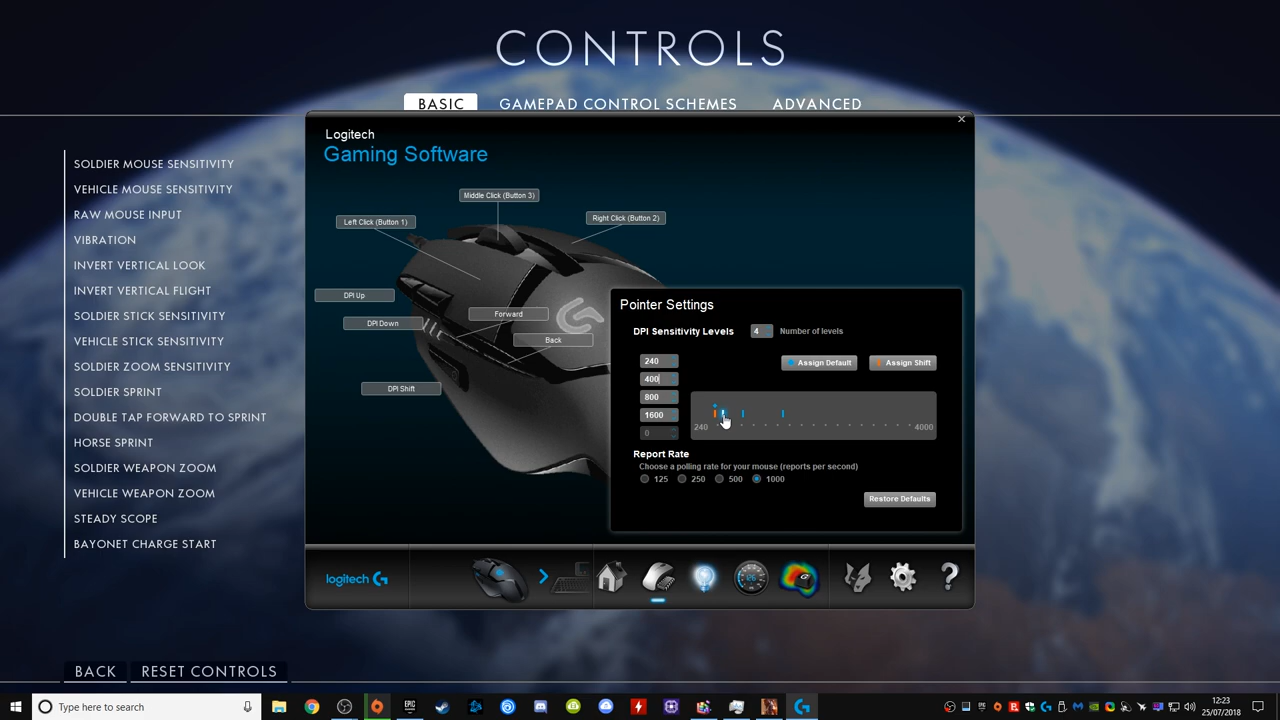 CONTROLS
BASIC
GAMEPAD CONTROL SCHEMES
ADVANCED
SOLDIER MOUSE SENSITIVITY
VEHICLE MOUSE SENSITIVITY
RAW MOUSE INPUT
VIBRATION
INVERT VERTICAL LOOK
INVERT VERTICAL FLIGHT
SOLDIER STICK SENSITIVITY
VEHICLE STICK SENSITIVITY
SOLDIER ZOOM SENSITIVITY
SOLDIER SPRINT
DOUBLE TAP FORWARD TO SPRINT
HORSE SPRINT
SOLDIER WEAPON ZOOM
VEHICLE WEAPON ZOOM
STEADY SCOPE
BAYONET CHARGE START
Logitech
Gaming Software
Middle Click (Button 3)
Left Click (Button 1)
Right Click (Button 2)
DPI Up
DPI Down
Forward
Back
DPI Shift
Pointer Settings
DPI Sensitivity Levels
4
Number of levels
240
400
800
1600
0
Assign Default
Assign Shift
240
4000
Report Rate
Choose a polling rate for your mouse (reports per second)
125
250
500
1000
Restore Defaults
logitech G
?
BACK
RESET CONTROLS
Type here to search
EPIC
12:23
25/07/2018